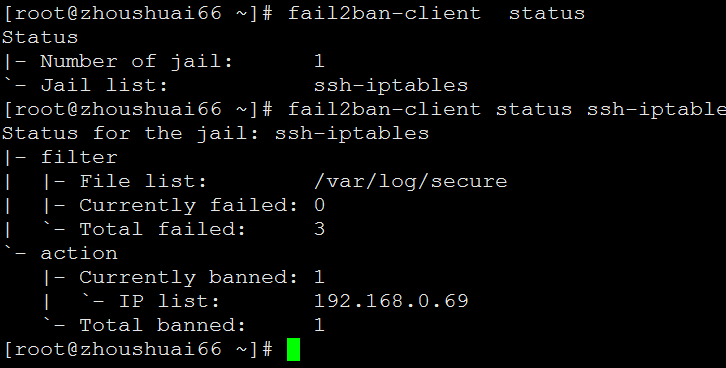 [root@zhoushuai66 ~]# fail2ban-client  status
Status
|- Number of jail:      1
`- Jail list:           ssh-iptables
[root@zhoushuai66 ~]# fail2ban-client status ssh-iptable
Status for the jail: ssh-iptables
|- filter
|  |- File list:        /var/log/secure
|  |- Currently failed: 0
|  `- Total failed:     3
`- action
   |- Currently banned: 1
   |  `- IP list:       192.168.0.69
   `- Total banned:     1
[root@zhoushuai66 ~]#